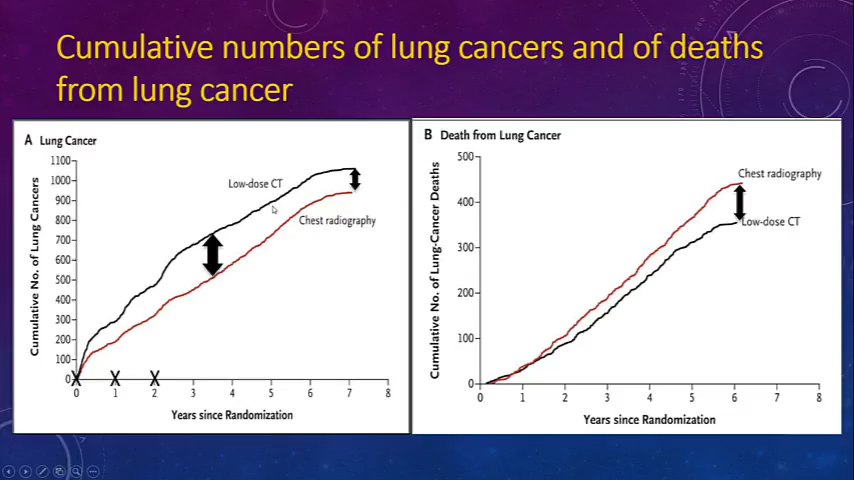 Cumulative numbers of lung cancers and of deaths
from lung cancer
A Lung Cancer
Cumulative No. of Lung Cancers
1100
1000
900
800
700
600
500
400
300
200
100
0
Low-dose CT
Chest radiography
X X X
0 1 2 3 4 5 6 7 8
Years since Randomization
B Death from Lung Cancer
Cumulative No. of Lung-Cancer Deaths
500
400
300
200
100
0
Chest radiography
Low-dose CT
0 1 2 3 4 5 6 7 8
Years since Randomization